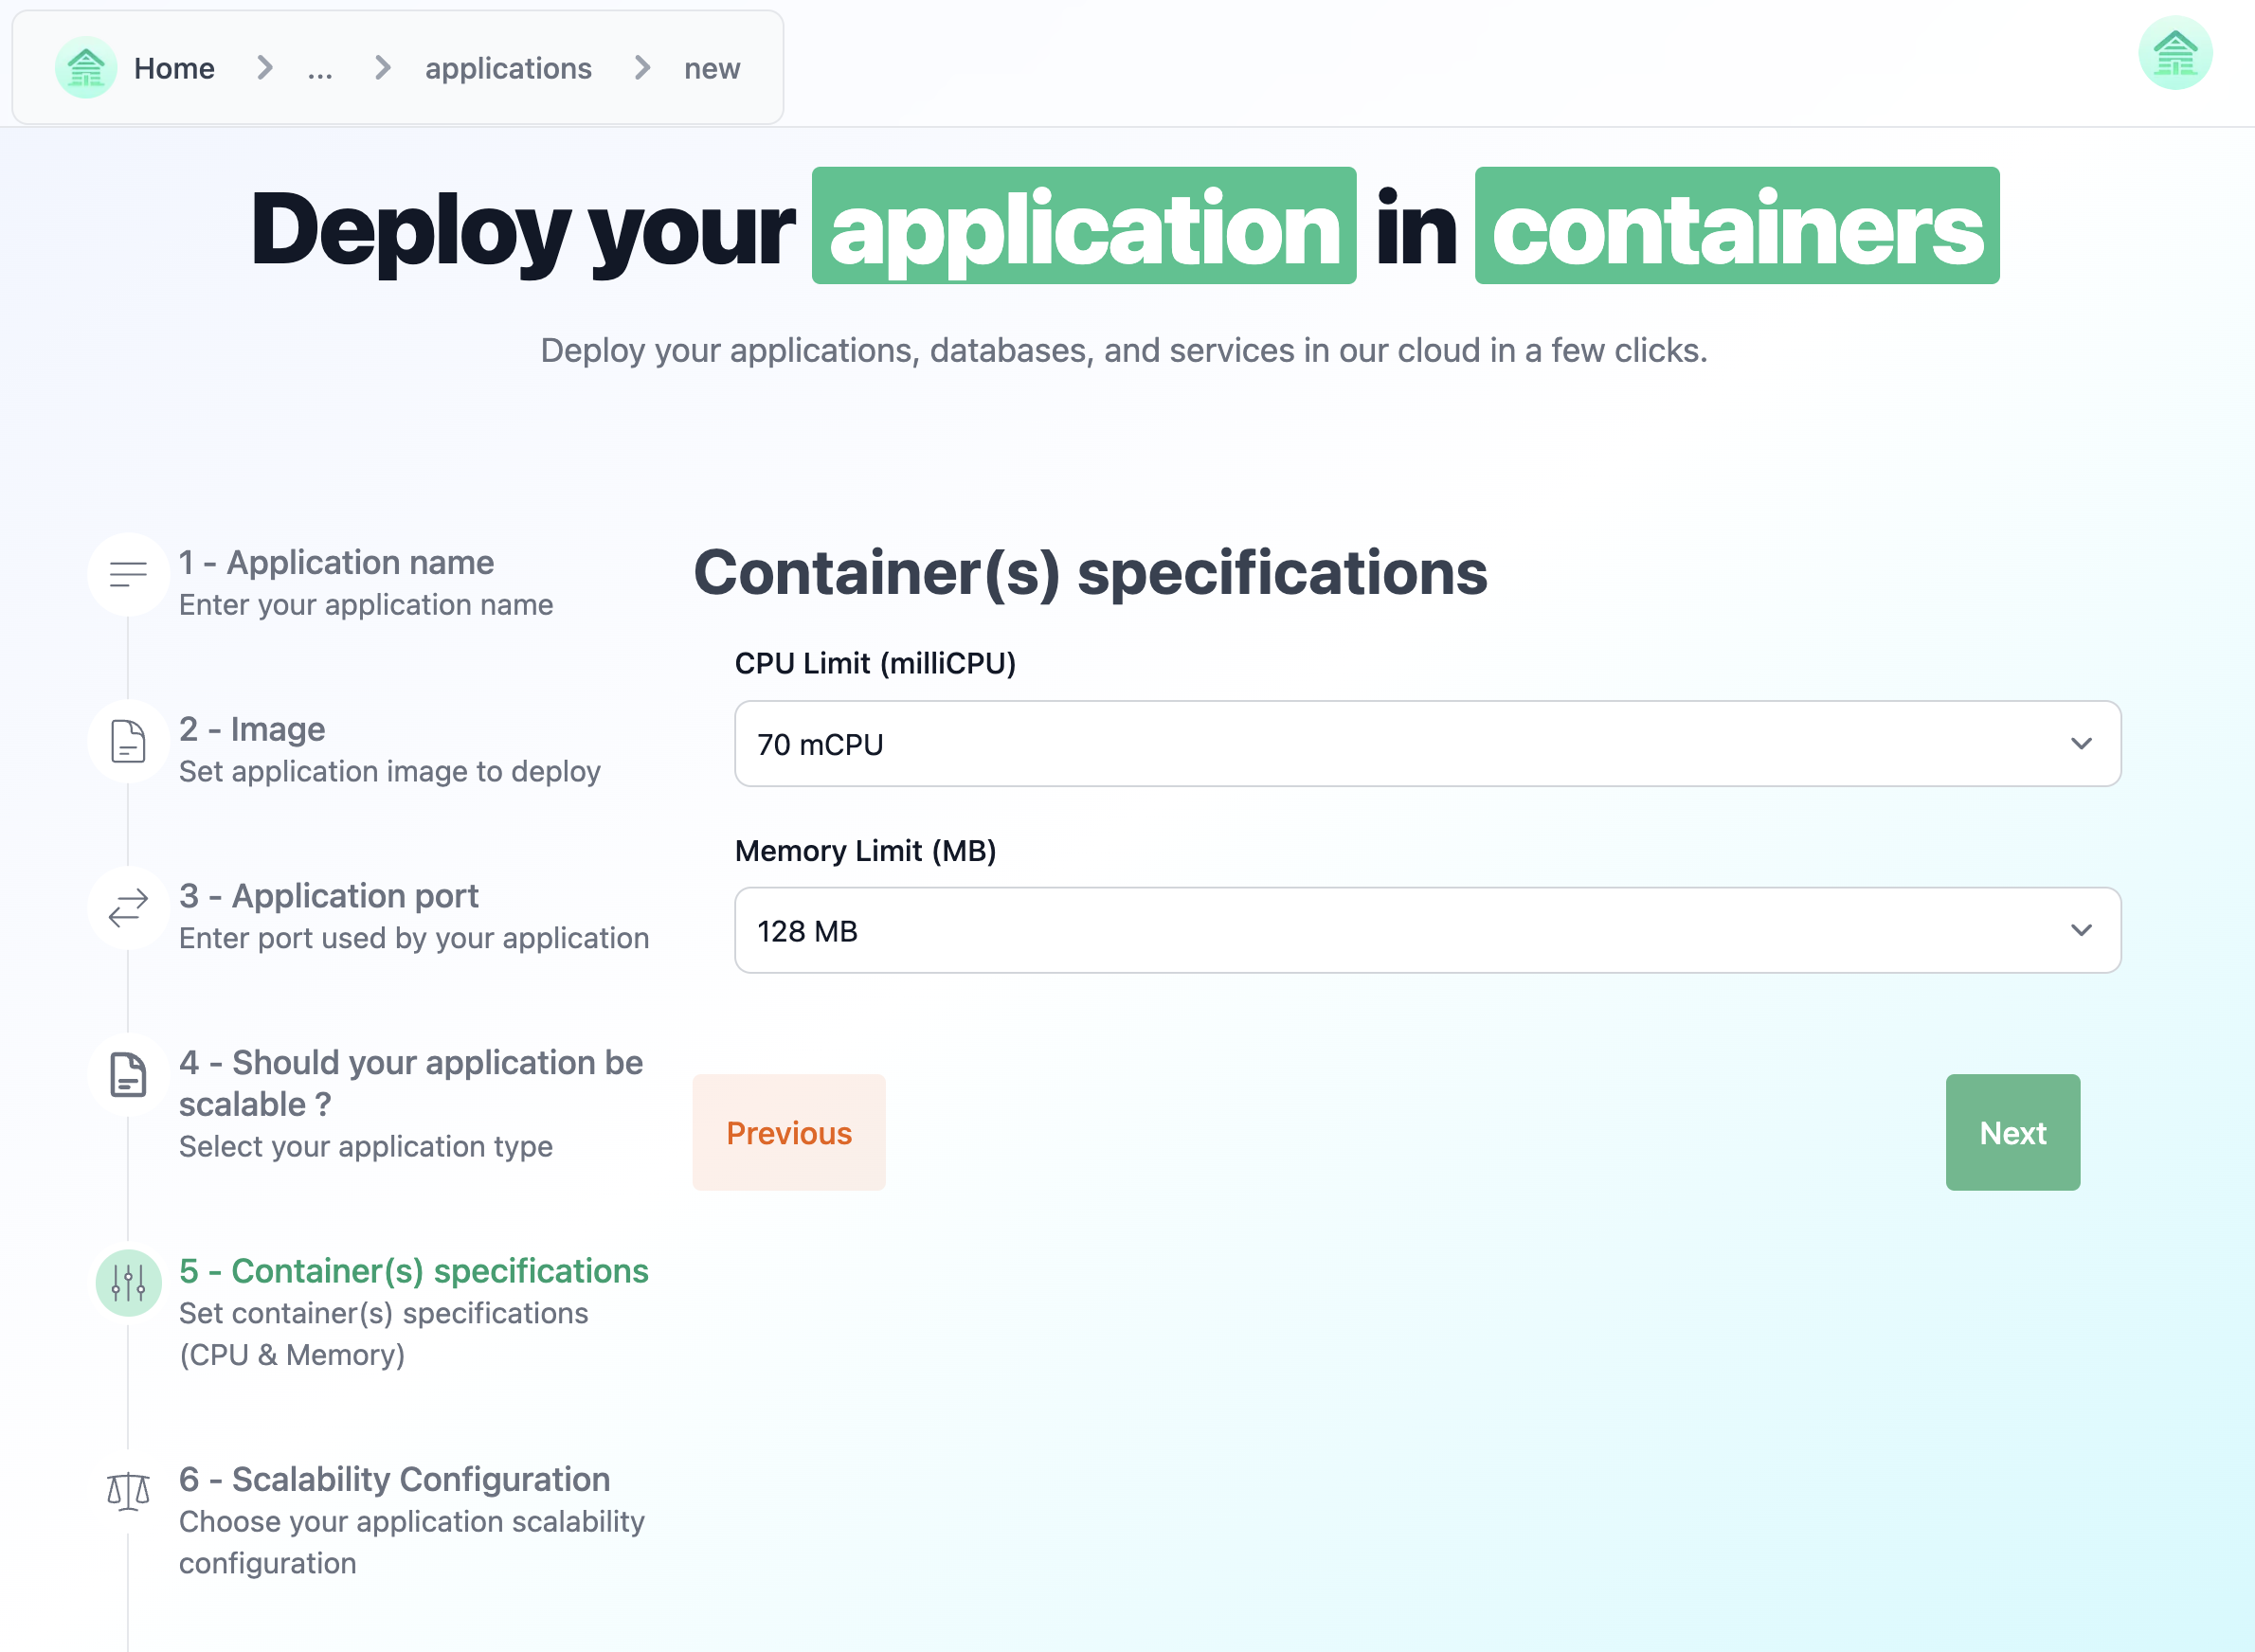 Home > ... > applications > new
Deploy your application in containers
Deploy your applications, databases, and services in our cloud in a few clicks.
1 - Application name
Enter your application name
2 - Image
Set application image to deploy
3 - Application port
Enter port used by your application
4 - Should your application be
scalable ?
Select your application type
5 - Container(s) specifications
Set container(s) specifications
(CPU & Memory)
6 - Scalability Configuration
Choose your application scalability
configuration
Container(s) specifications
CPU Limit (milliCPU)
70 mCPU
Memory Limit (MB)
128 MB
Previous
Next